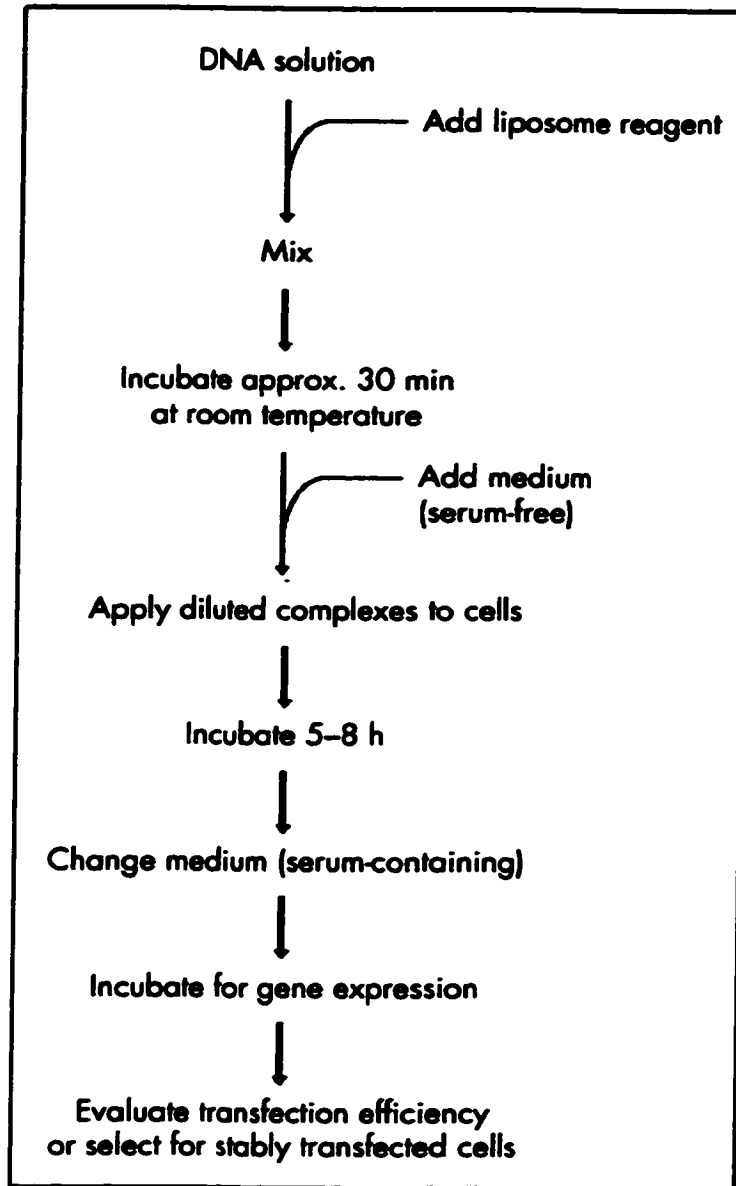 DNA solution
Add liposome reagent
Mix
Incubate approx. 30 min
at room temperature
Add medium
(serum-free)
Apply diluted complexes to cells
Incubate 5–8 h
Change medium (serum-containing)
Incubate for gene expression
Evaluate transfection efficiency
or select for stably transfected cells